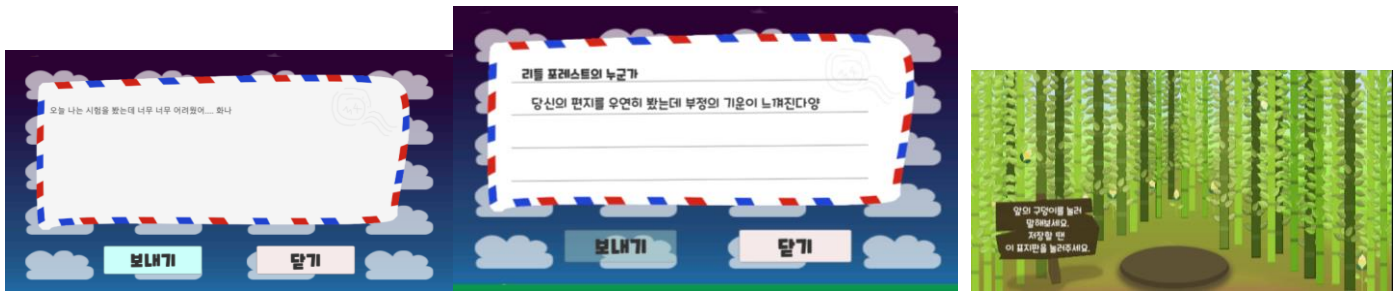 오늘 나는 시험을 봤는데 너무 너무 어려웠어.... 화나
보내기
닫기
리틀 포레스트의 누군가
당신의 편지를 우연히 봤는데 부정의 기운이 느껴진다양
보내기
닫기
앞의 구덩이를 눌러
말해보세요.
저장할 땐
이 표지판을 눌러주세요.